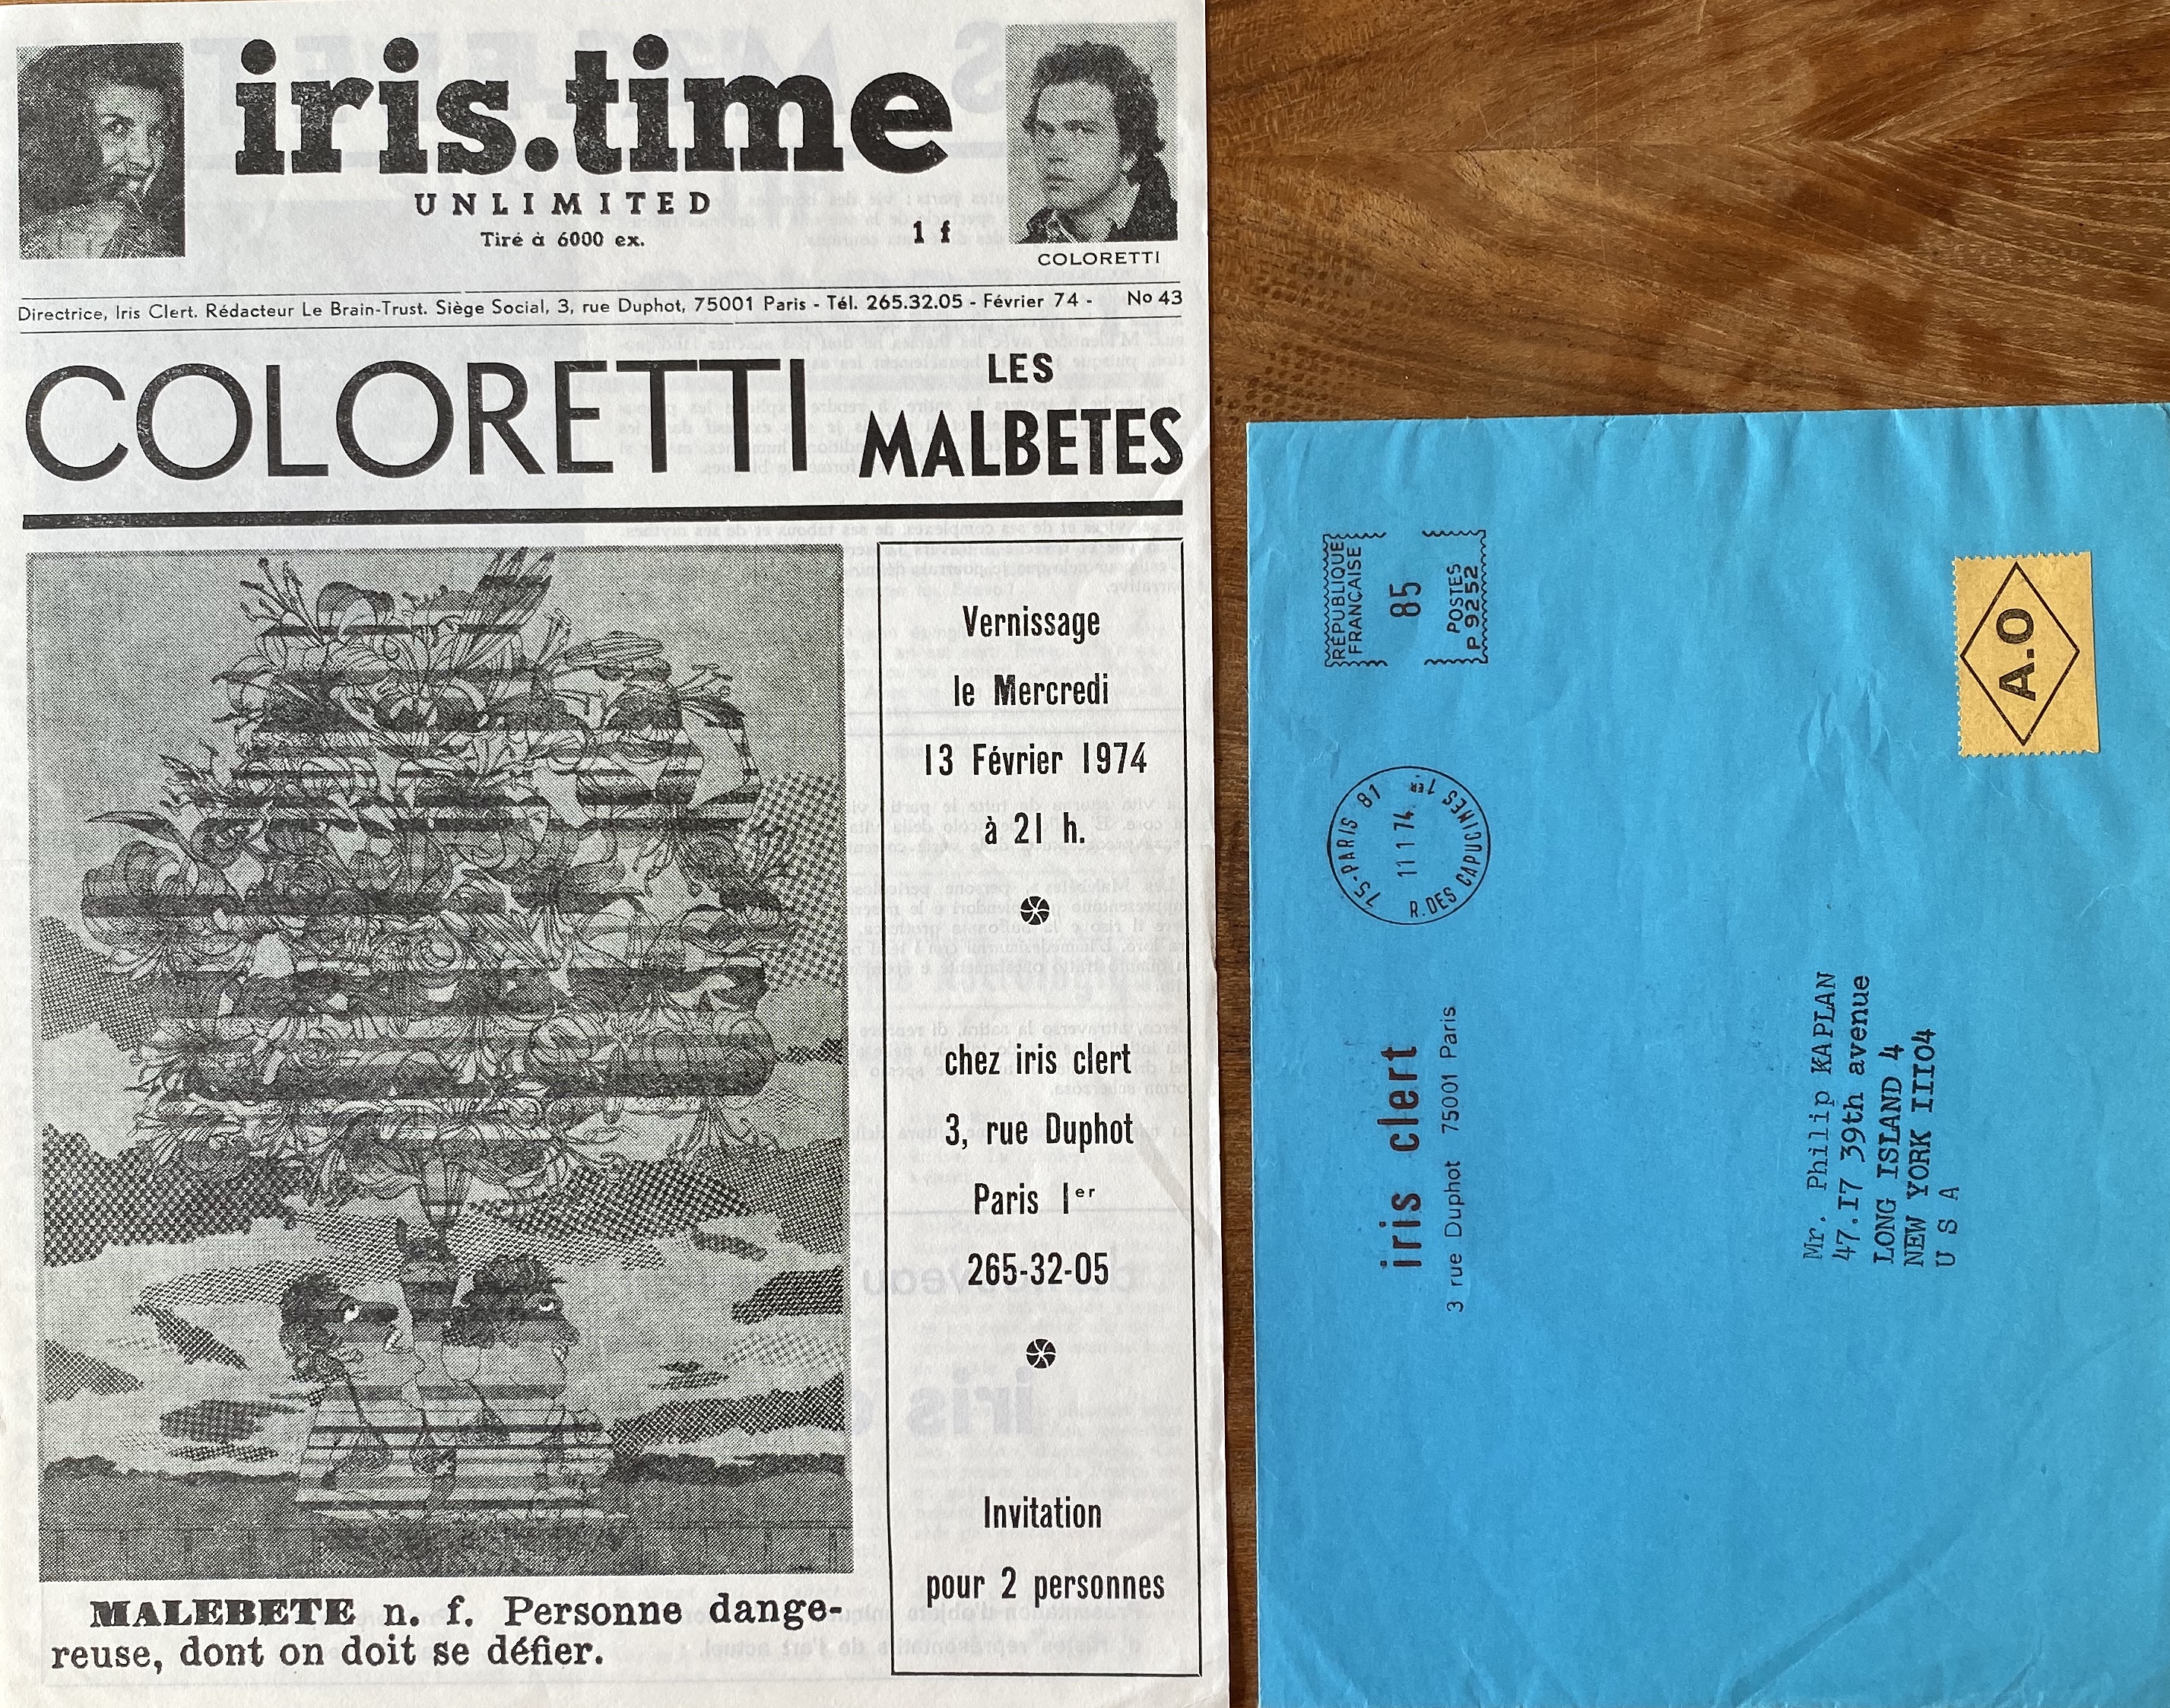 iris.time
UNLIMITED
Tiré à 6000 ex.
1 f
COLORETTI
Directrice, Iris Clert. Rédacteur Le Brain-Trust. Siège Social, 3, rue Duphot, 75001 Paris - Tél. 265.32.05 - Février 74 - No 43
COLORETTI
LES
MALBETES
Vernissage
le Mercredi
13 Février 1974
à 21 h.
chez iris clert
3, rue Duphot
Paris 1er
265-32-05
Invitation
pour 2 personnes
MALEBETE n. f. Personne dange-
reuse, dont on doit se défier.
RÉPUBLIQUE
FRANÇAISE
85
POSTES
P 9252
75-PARIS 81
11 1 74
R. DES CAPUCINES
iris clert
3 rue Duphot 75001 Paris
A.O
Mr. Philip KAPLAN
47.I7 39th avenue
LONG ISLAND 4
NEW YORK III04
U S A